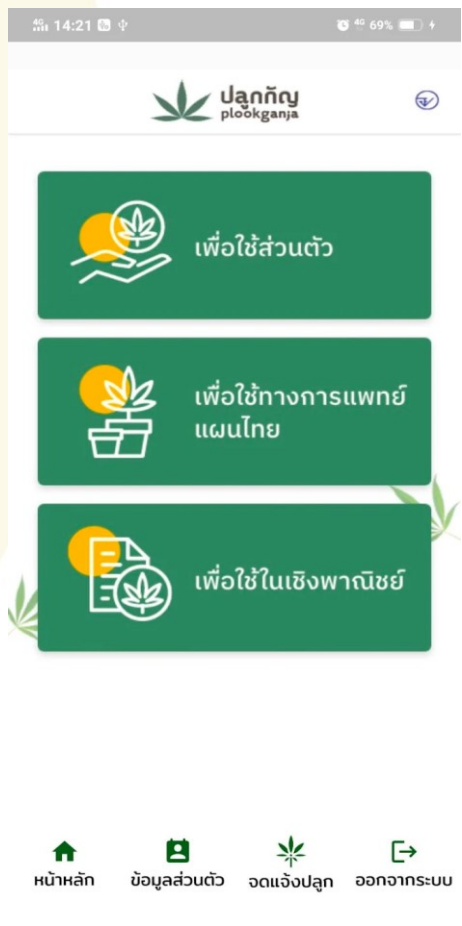 4G 14:21 4G 69%
ปลูกกัญ
plookganja
เพื่อใช้ส่วนตัว
เพื่อใช้ทางการแพทย์
แผนไทย
เพื่อใช้ในเชิงพาณิชย์
หน้าหลัก ข้อมูลส่วนตัว จดแจ้งปลูก ออกจากระบบ